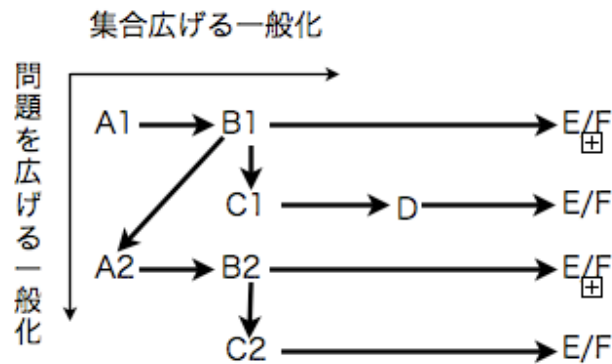 集合広げる一般化
問題を広げる一般化
A1 B1 E/F
C1 D E/F
A2 B2 E/F
C2 E/F